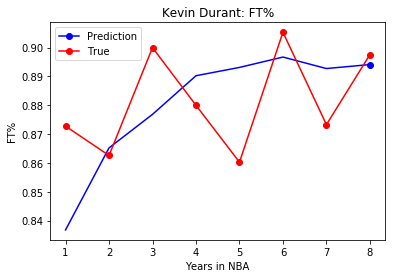 Kevin Durant: FT%
Prediction
True
0.90
0.89
0.88
0.87
0.86
0.85
0.84
FT%
1 2 3 4 5 6 7 8
Years in NBA